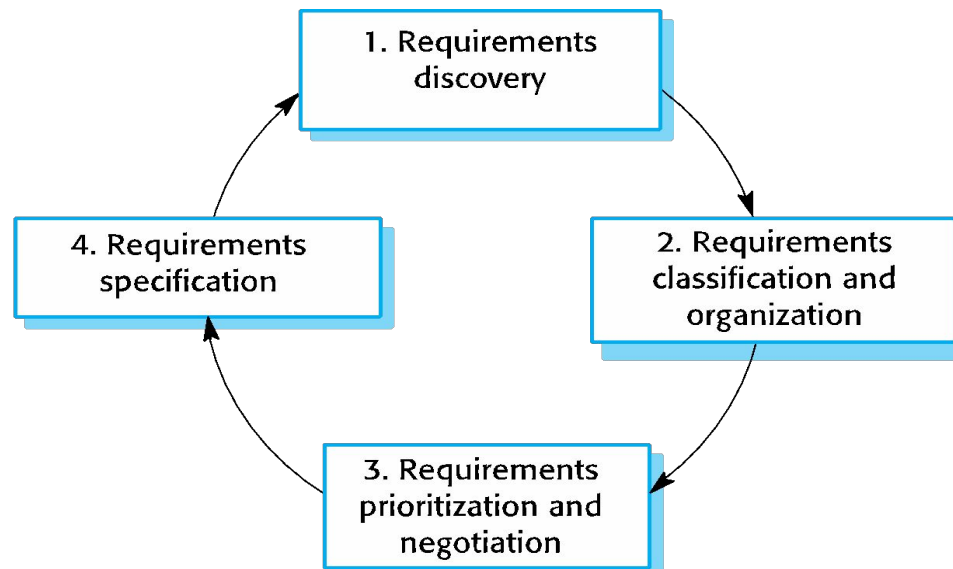 1. Requirements
discovery
2. Requirements
classification and
organization
3. Requirements
prioritization and
negotiation
4. Requirements
specification